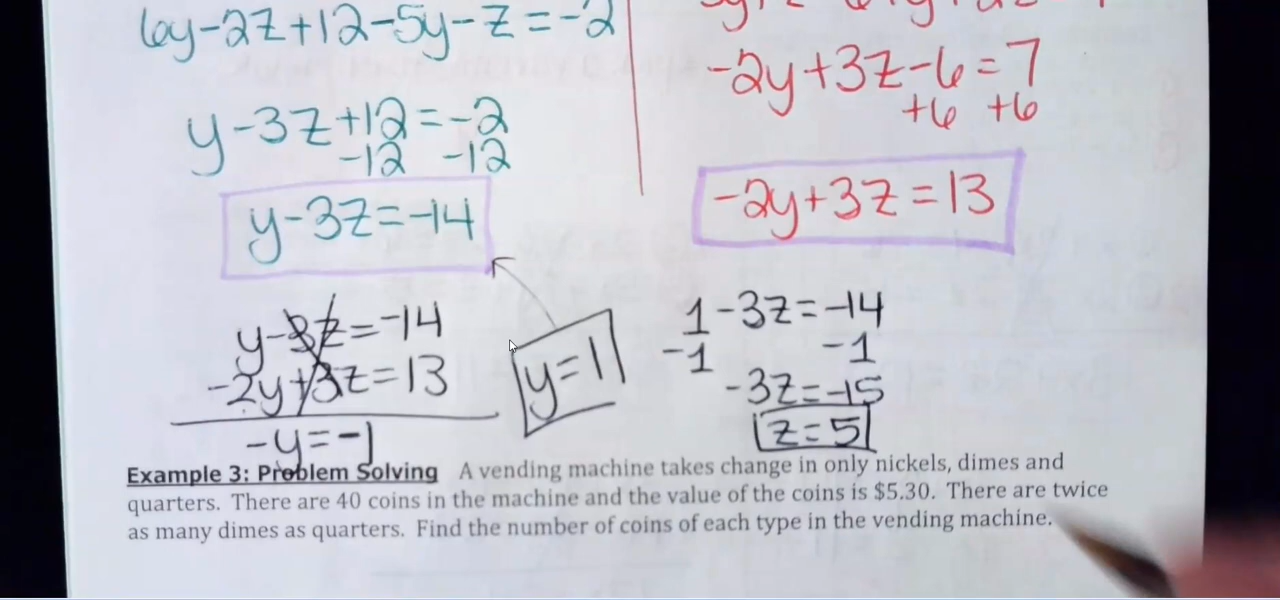 6y-2z+12-5y-z=-2
y-3z+12=-2
-12 -12
y-3z=-14
y-3z=-14
-2y+3z=13
-y=-1
y=1
-2y+3z-6=7
+6 +6
-2y+3z=13
1-3z=-14
-1 -1
-3z=-15
z=5
Example 3: Problem Solving A vending machine takes change in only nickels, dimes and
quarters. There are 40 coins in the machine and the value of the coins is $5.30. There are twice
as many dimes as quarters. Find the number of coins of each type in the vending machine.